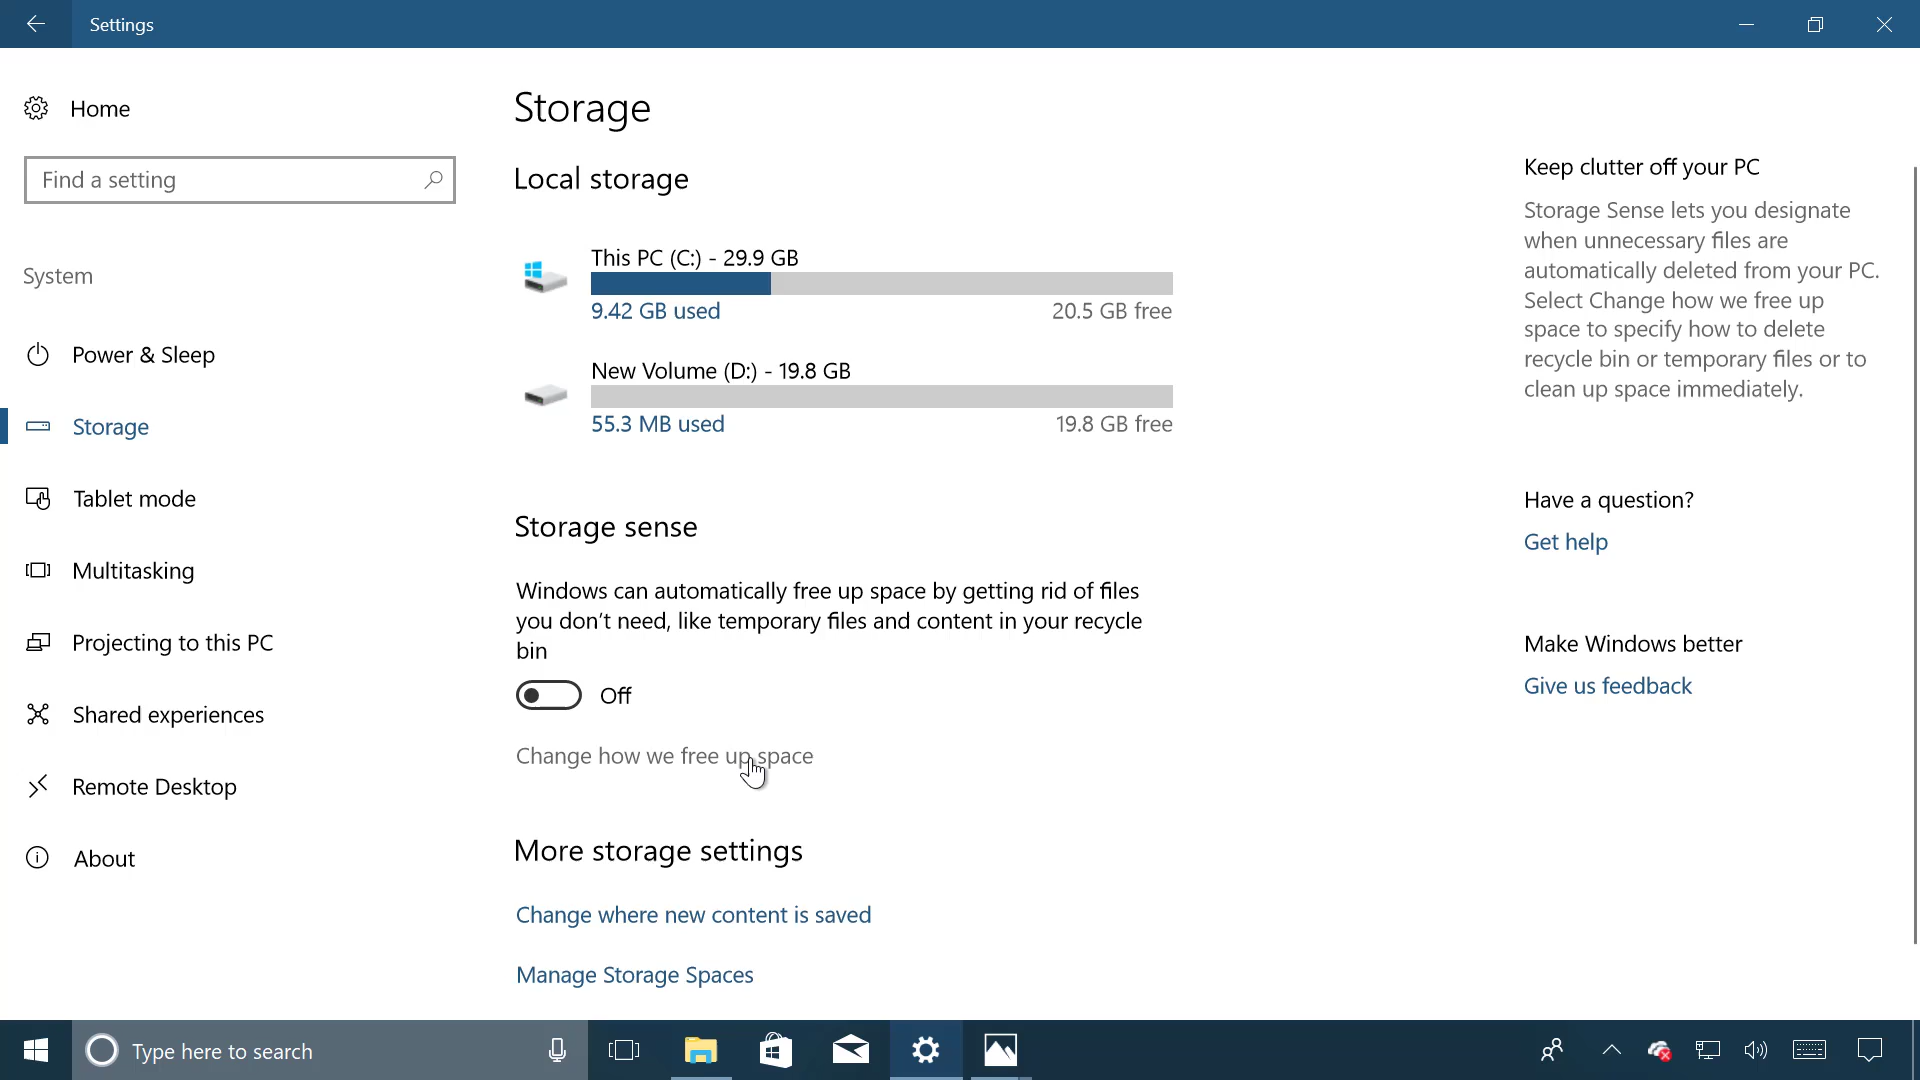 Settings
Home
Find a setting
System
Power & Sleep
Storage
Tablet mode
Multitasking
Projecting to this PC
Shared experiences
Remote Desktop
About
Storage
Local storage
This PC (C:) - 29.9 GB
9.42 GB used
20.5 GB free
New Volume (D:) - 19.8 GB
55.3 MB used
19.8 GB free
Storage sense
Windows can automatically free up space by getting rid of files
you don't need, like temporary files and content in your recycle
bin
Off
Change how we free up space
More storage settings
Change where new content is saved
Manage Storage Spaces
Keep clutter off your PC
Storage Sense lets you designate
when unnecessary files are
automatically deleted from your PC.
Select Change how we free up
space to specify how to delete
recycle bin or temporary files or to
clean up space immediately.
Have a question?
Get help
Make Windows better
Give us feedback
Type here to search